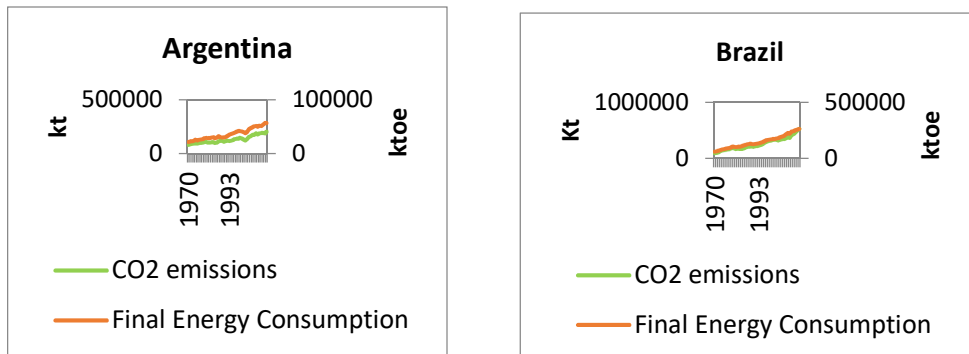 Argentina
500000
100000
kt
ktoe
0
0
1970
1993
CO2 emissions
Final Energy Consumption
Brazil
1000000
500000
Kt
ktoe
0
0
1970
1993
CO2 emissions
Final Energy Consumption